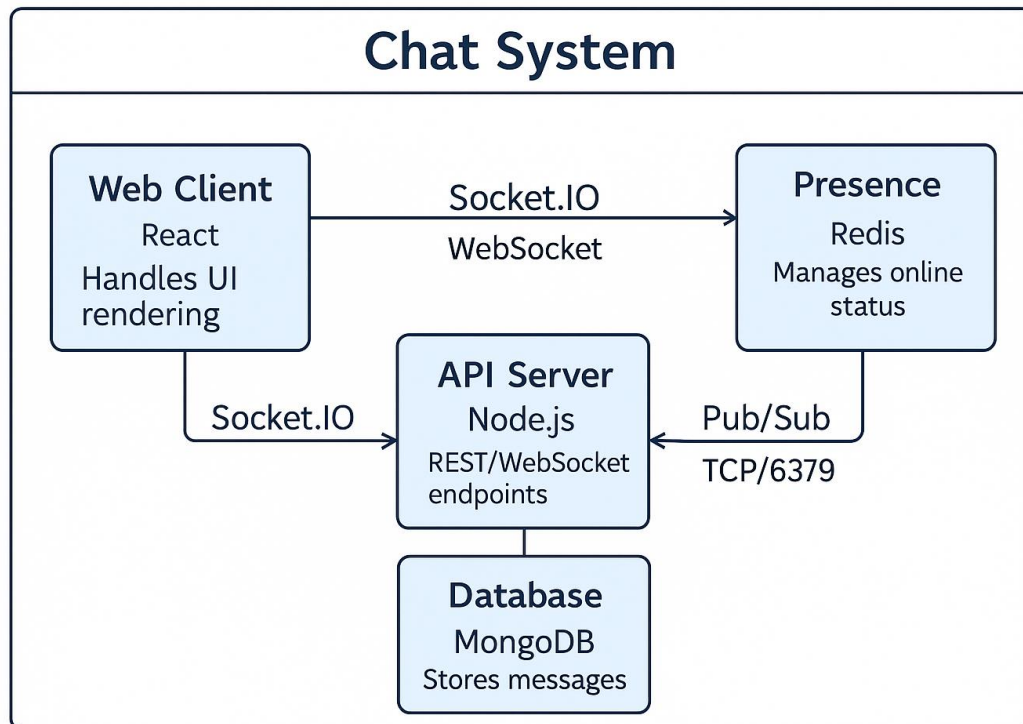 Chat System
Web Client
React
Handles UI
rendering
Socket.IO
WebSocket
Presence
Redis
Manages online
status
Socket.IO
API Server
Node.js
REST/WebSocket
endpoints
Pub/Sub
TCP/6379
Database
MongoDB
Stores messages